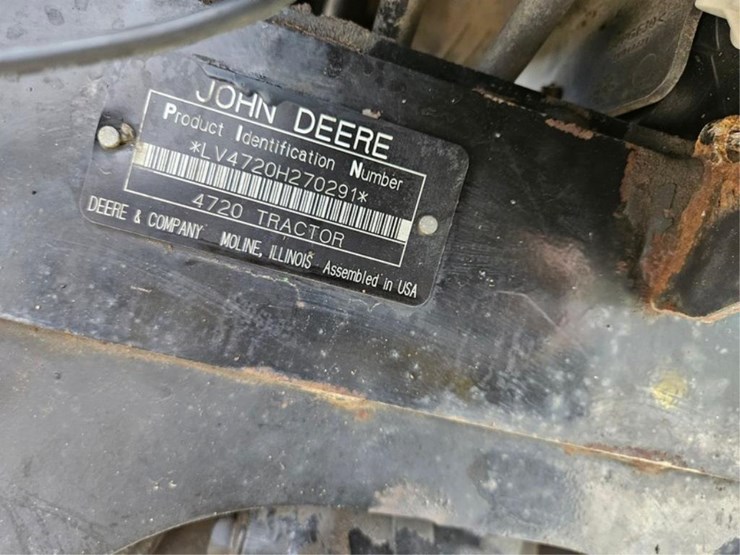 JOHN DEERE
Product Identification Number
*LV4720H270291*
4720 TRACTOR
DEERE & COMPANY MOLINE, ILLINOIS Assembled in USA